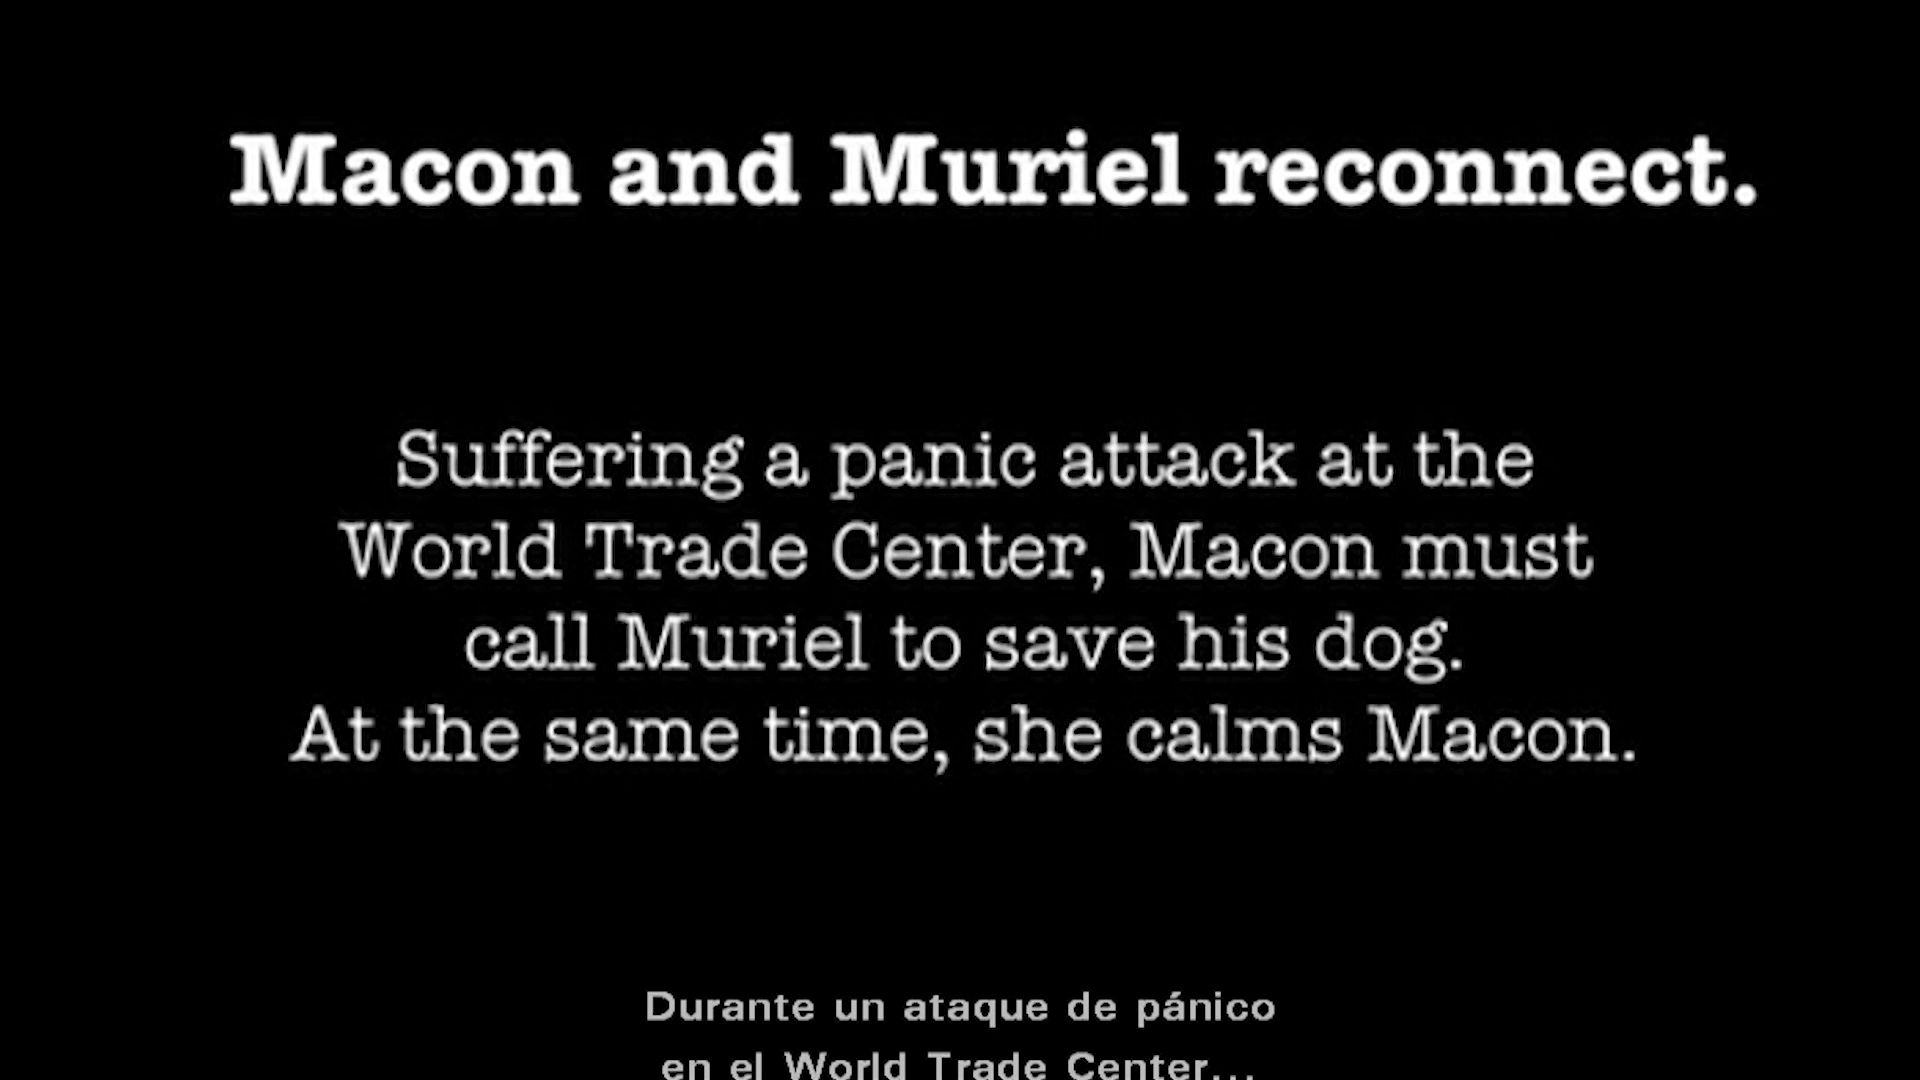 Macon and Muriel reconnect.
Suffering a panic attack at the
World Trade Center, Macon must
call Muriel to save his dog.
At the same time, she calms Macon.
Durante un ataque de pánico
en el World Trade Center...